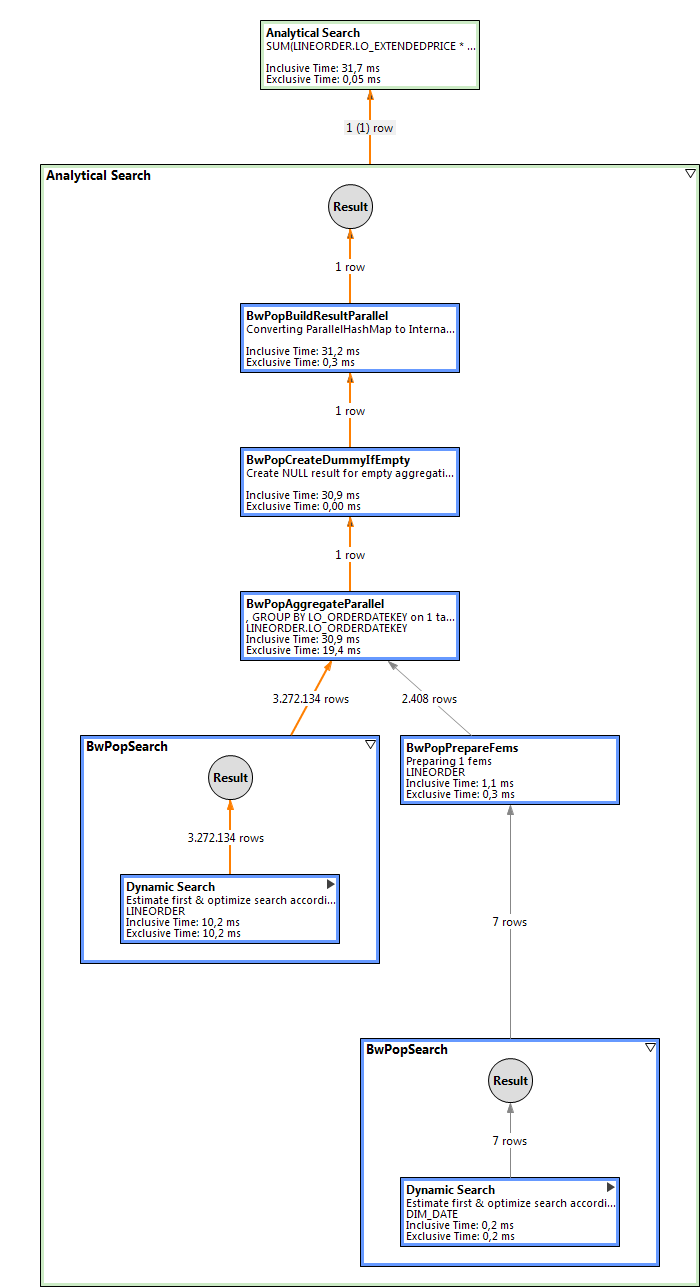 Analytical Search
SUM(LINEORDER.LO_EXTENDEDPRICE * ...
Inclusive Time: 31,7 ms
Exclusive Time: 0,05 ms
1 (1) row
Analytical Search
Result
1 row
BwPopBuildResultParallel
Converting ParallelHashMap to Interna...
Inclusive Time: 31,2 ms
Exclusive Time: 0,3 ms
1 row
BwPopCreateDummyIfEmpty
Create NULL result for empty aggregati...
Inclusive Time: 30,9 ms
Exclusive Time: 0,00 ms
1 row
BwPopAggregateParallel
, GROUP BY LO_ORDERDATEKEY on 1 ta...
LINEORDER.LO_ORDERDATEKEY
Inclusive Time: 30,9 ms
Exclusive Time: 19,4 ms
3.272.134 rows
2.408 rows
BwPopSearch
Result
3.272.134 rows
Dynamic Search
Estimate first & optimize search accordi...
LINEORDER
Inclusive Time: 10,2 ms
Exclusive Time: 10,2 ms
BwPopPrepareFems
Preparing 1 fems
LINEORDER
Inclusive Time: 1,1 ms
Exclusive Time: 0,3 ms
7 rows
BwPopSearch
Result
7 rows
Dynamic Search
Estimate first & optimize search accordi...
DIM_DATE
Inclusive Time: 0,2 ms
Exclusive Time: 0,2 ms